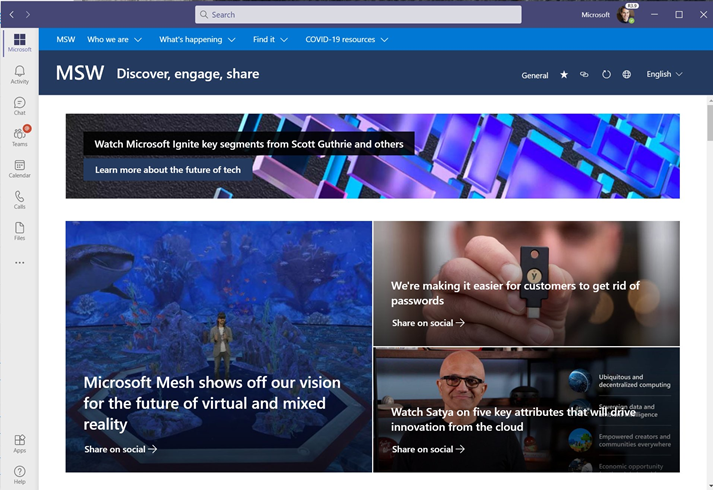 Search
Microsoft
Microsoft
Activity
Chat
Teams
Calendar
Calls
Files
Apps
Help
MSW
Who we are
What's happening
Find it
COVID-19 resources
MSW
Discover, engage, share
General
English
Watch Microsoft Ignite key segments from Scott Guthrie and others
Learn more about the future of tech
Microsoft Mesh shows off our vision
for the future of virtual and mixed
reality
Share on social
We're making it easier for customers to get rid of
passwords
Share on social
Ubiquitous and
decentralized computing
Sovereign data and
intelligence
Empowered creators and
communities everywhere
Economic opportunity
Watch Satya on five key attributes that will drive
innovation from the cloud
Share on social